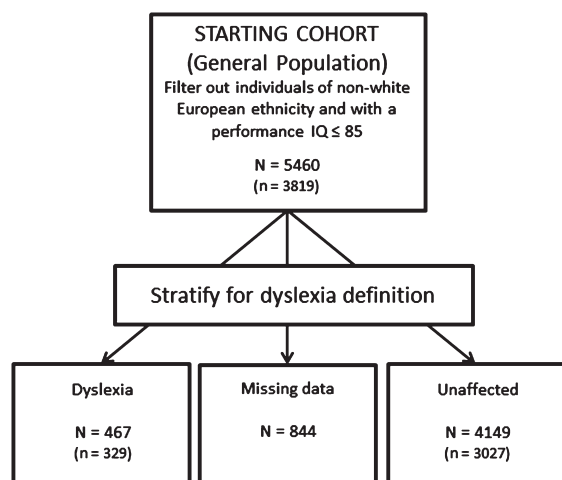 STARTING COHORT
(General Population)
Filter out individuals of non-white
European ethnicity and with a
performance IQ ≤ 85
N = 5460
(n = 3819)
Stratify for dyslexia definition
Dyslexia
N = 467
(n = 329)
Missing data
N = 844
Unaffected
N = 4149
(n = 3027)